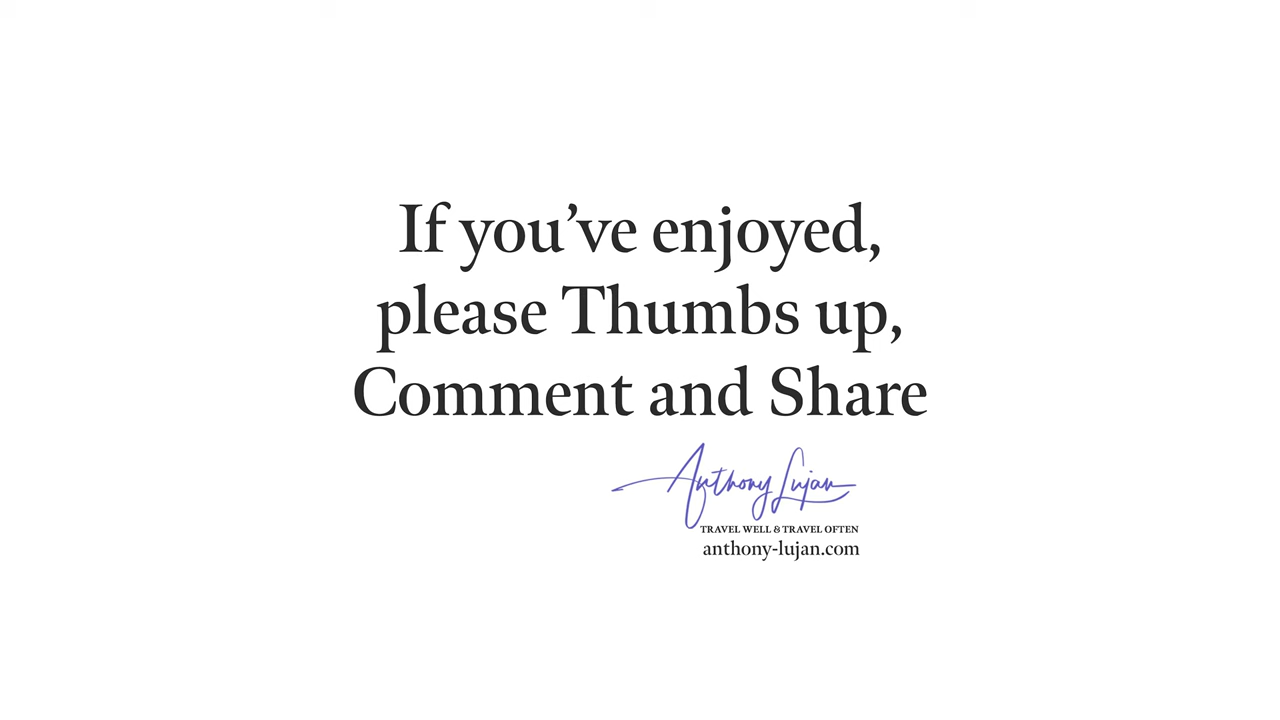 If you’ve enjoyed,
please Thumbs up,
Comment and Share
Anthony Lujan
TRAVEL WELL & TRAVEL OFTEN
anthony-lujan.com